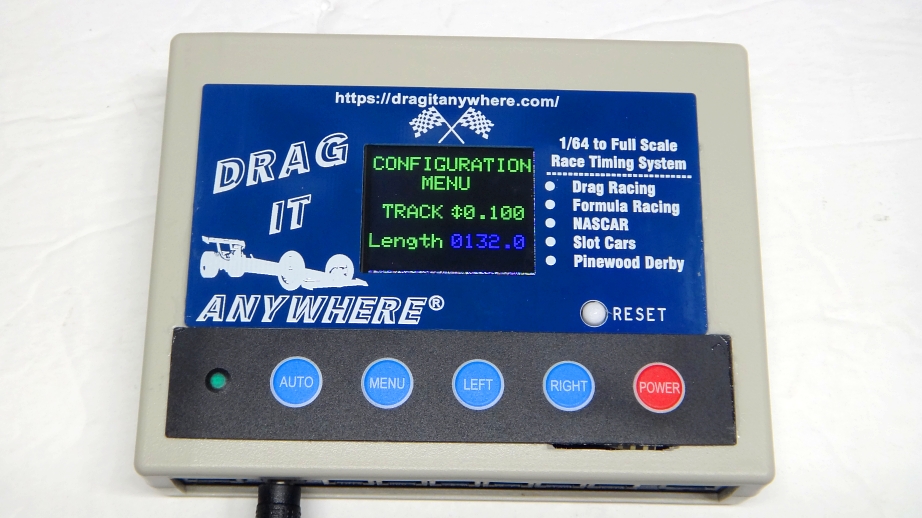 https://dragitanywhere.com/
DRAG
IT
ANYWHERE®
CONFIGURATION
MENU
TRACK ¢0.100
Length 0132.0
1/64 to Full Scale
Race Timing System
Drag Racing
Formula Racing
NASCAR
Slot Cars
Pinewood Derby
RESET
AUTO
MENU
LEFT
RIGHT
POWER